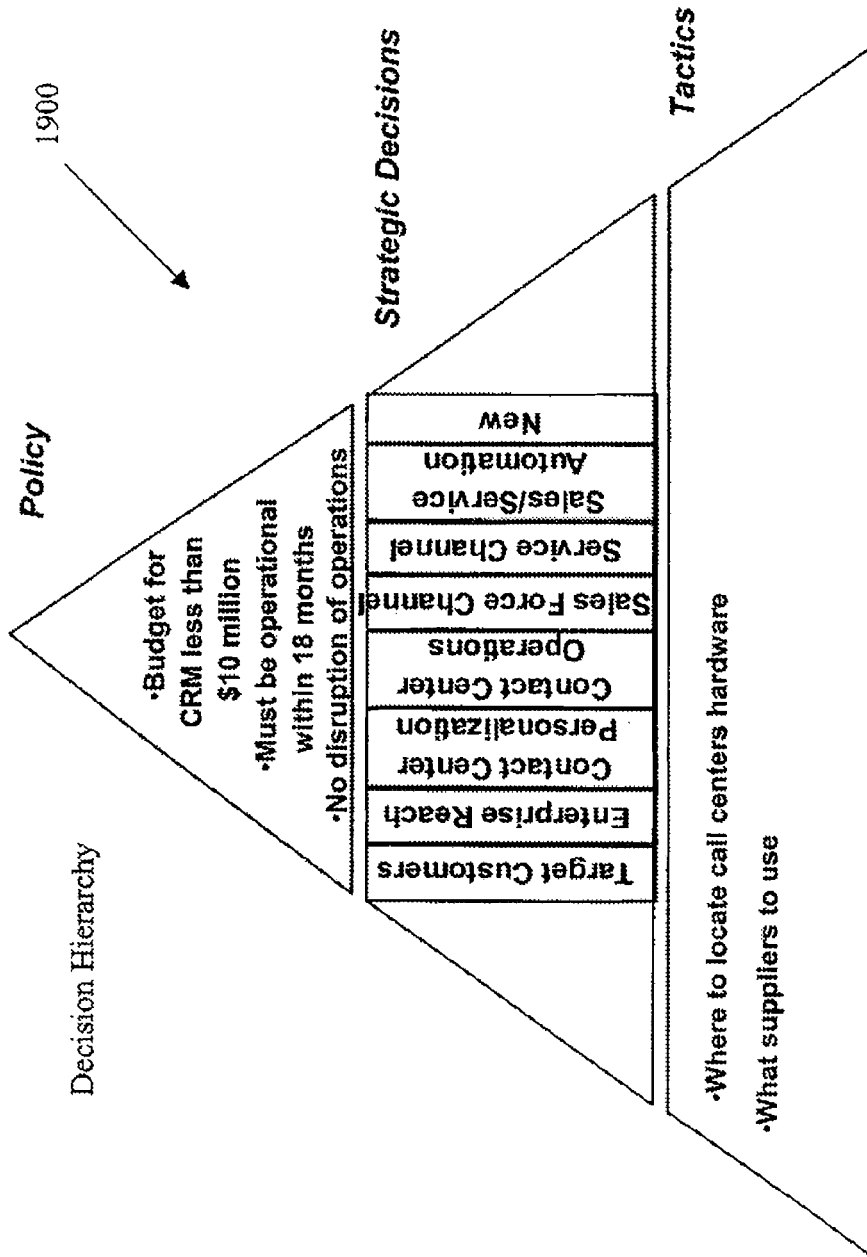 Decision Hierarchy
1900
Policy
•Budget for
CRM less than
$10 million
•Must be operational
within 18 months
•No disruption of operations
Strategic Decisions
Target Customers
Enterprise Reach
Contact Center
Personalization
Contact Center
Operations
Sales Force Channel
Service Channel
Sales/Service
Automation
New
Tactics
•Where to locate call centers hardware
•What suppliers to use